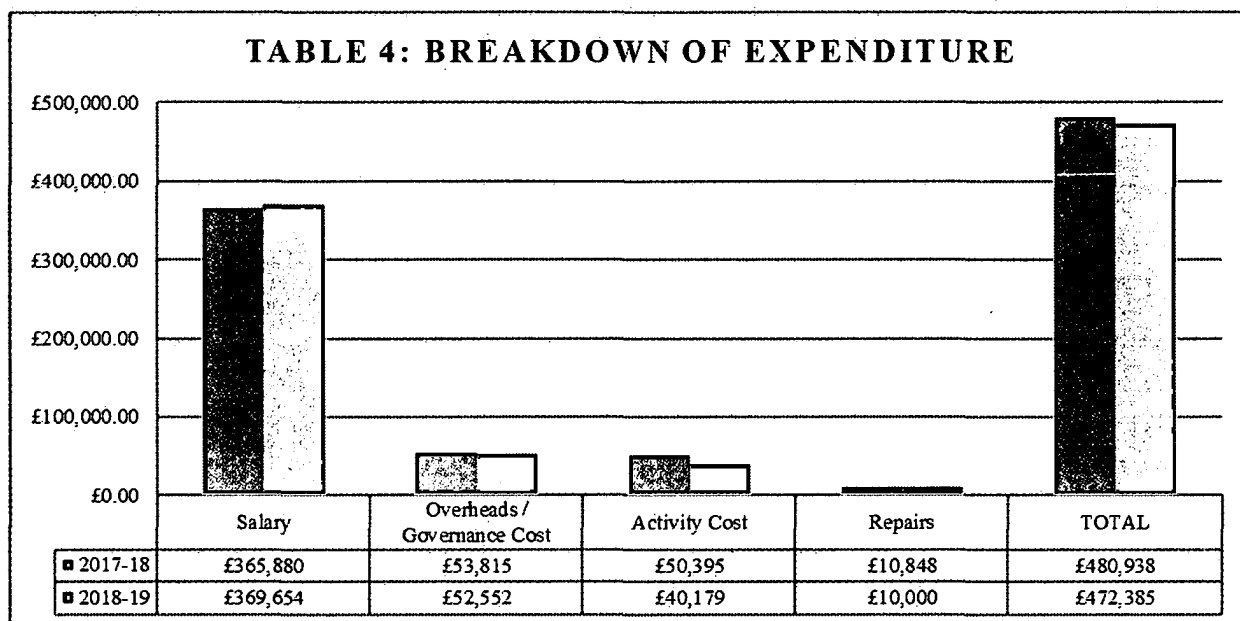 TABLE 4: BREAKDOWN OF EXPENDITURE
£500,000.00
£400,000.00
£300,000.00
£200,000.00
£100,000.00
£0.00
Salary Overheads / Governance Cost Activity Cost Repairs TOTAL
2017-18 £365,880 £53,815 £50,395 £10,848 £480,938
2018-19 £369,654 £52,552 £40,179 £10,000 £472,385